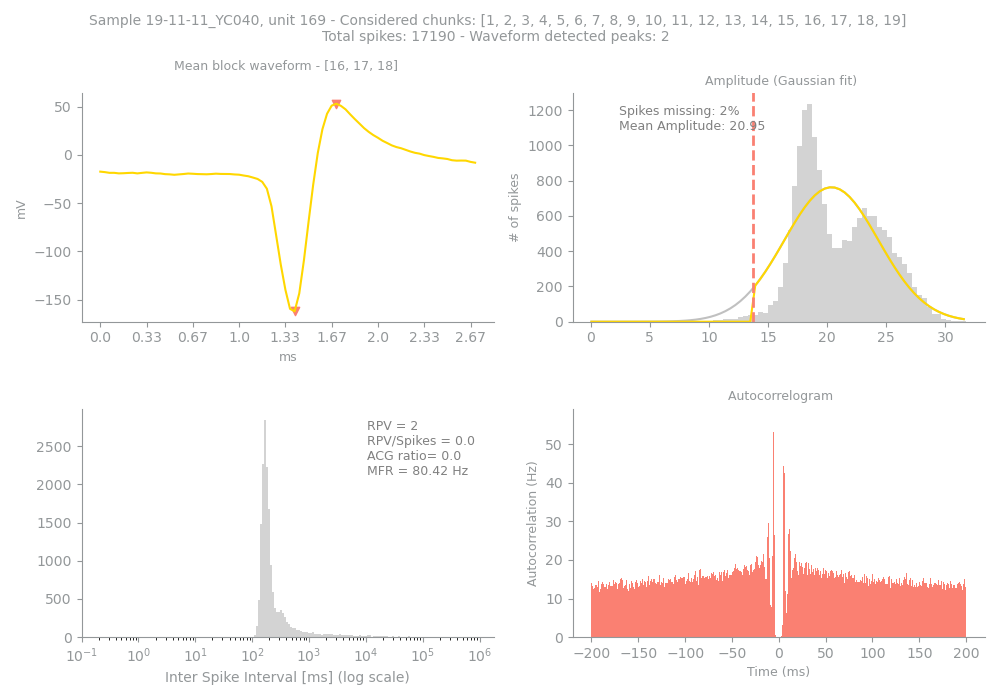 Sample 19-11-11_YC040, unit 169 - Considered chunks: [1, 2, 3, 4, 5, 6, 7, 8, 9, 10, 11, 12, 13, 14, 15, 16, 17, 18, 19]
Total spikes: 17190 - Waveform detected peaks: 2
Mean block waveform - [16, 17, 18]
50
0
−50
−100
−150
mV
0.0 0.33 0.67 1.0 1.33 1.67 2.0 2.33 2.67
ms
Amplitude (Gaussian fit)
Spikes missing: 2%
Mean Amplitude: 20.95
1200
1000
800
600
400
200
0
# of spikes
0 5 10 15 20 25 30
RPV = 2
RPV/Spikes = 0.0
ACG ratio= 0.0
MFR = 80.42 Hz
2500
2000
1500
1000
500
0
10⁻¹ 10⁰ 10¹ 10² 10³ 10⁴ 10⁵ 10⁶
Inter Spike Interval [ms] (log scale)
Autocorrelogram
50
40
30
20
10
0
Autocorrelation (Hz)
−200 −150 −100 −50 0 50 100 150 200
Time (ms)